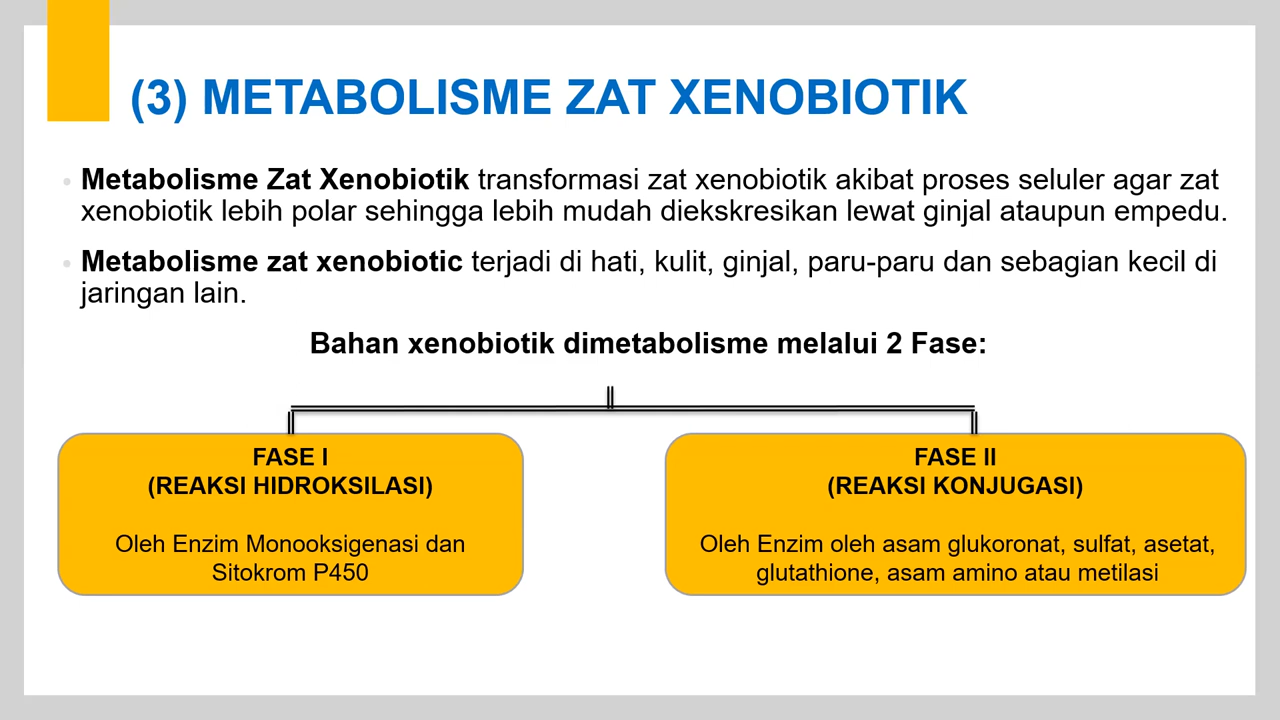 (3) METABOLISME ZAT XENOBIOTIK
Metabolisme Zat Xenobiotik transformasi zat xenobiotik akibat proses seluler agar zat
xenobiotik lebih polar sehingga lebih mudah diekskresikan lewat ginjal ataupun empedu.
Metabolisme zat xenobiotic terjadi di hati, kulit, ginjal, paru-paru dan sebagian kecil di
jaringan lain.
Bahan xenobiotik dimetabolisme melalui 2 Fase:
FASE I
(REAKSI HIDROKSILASI)
Oleh Enzim Monooksigenasi dan
Sitokrom P450
FASE II
(REAKSI KONJUGASI)
Oleh Enzim oleh asam glukoronat, sulfat, asetat,
glutathione, asam amino atau metilasi